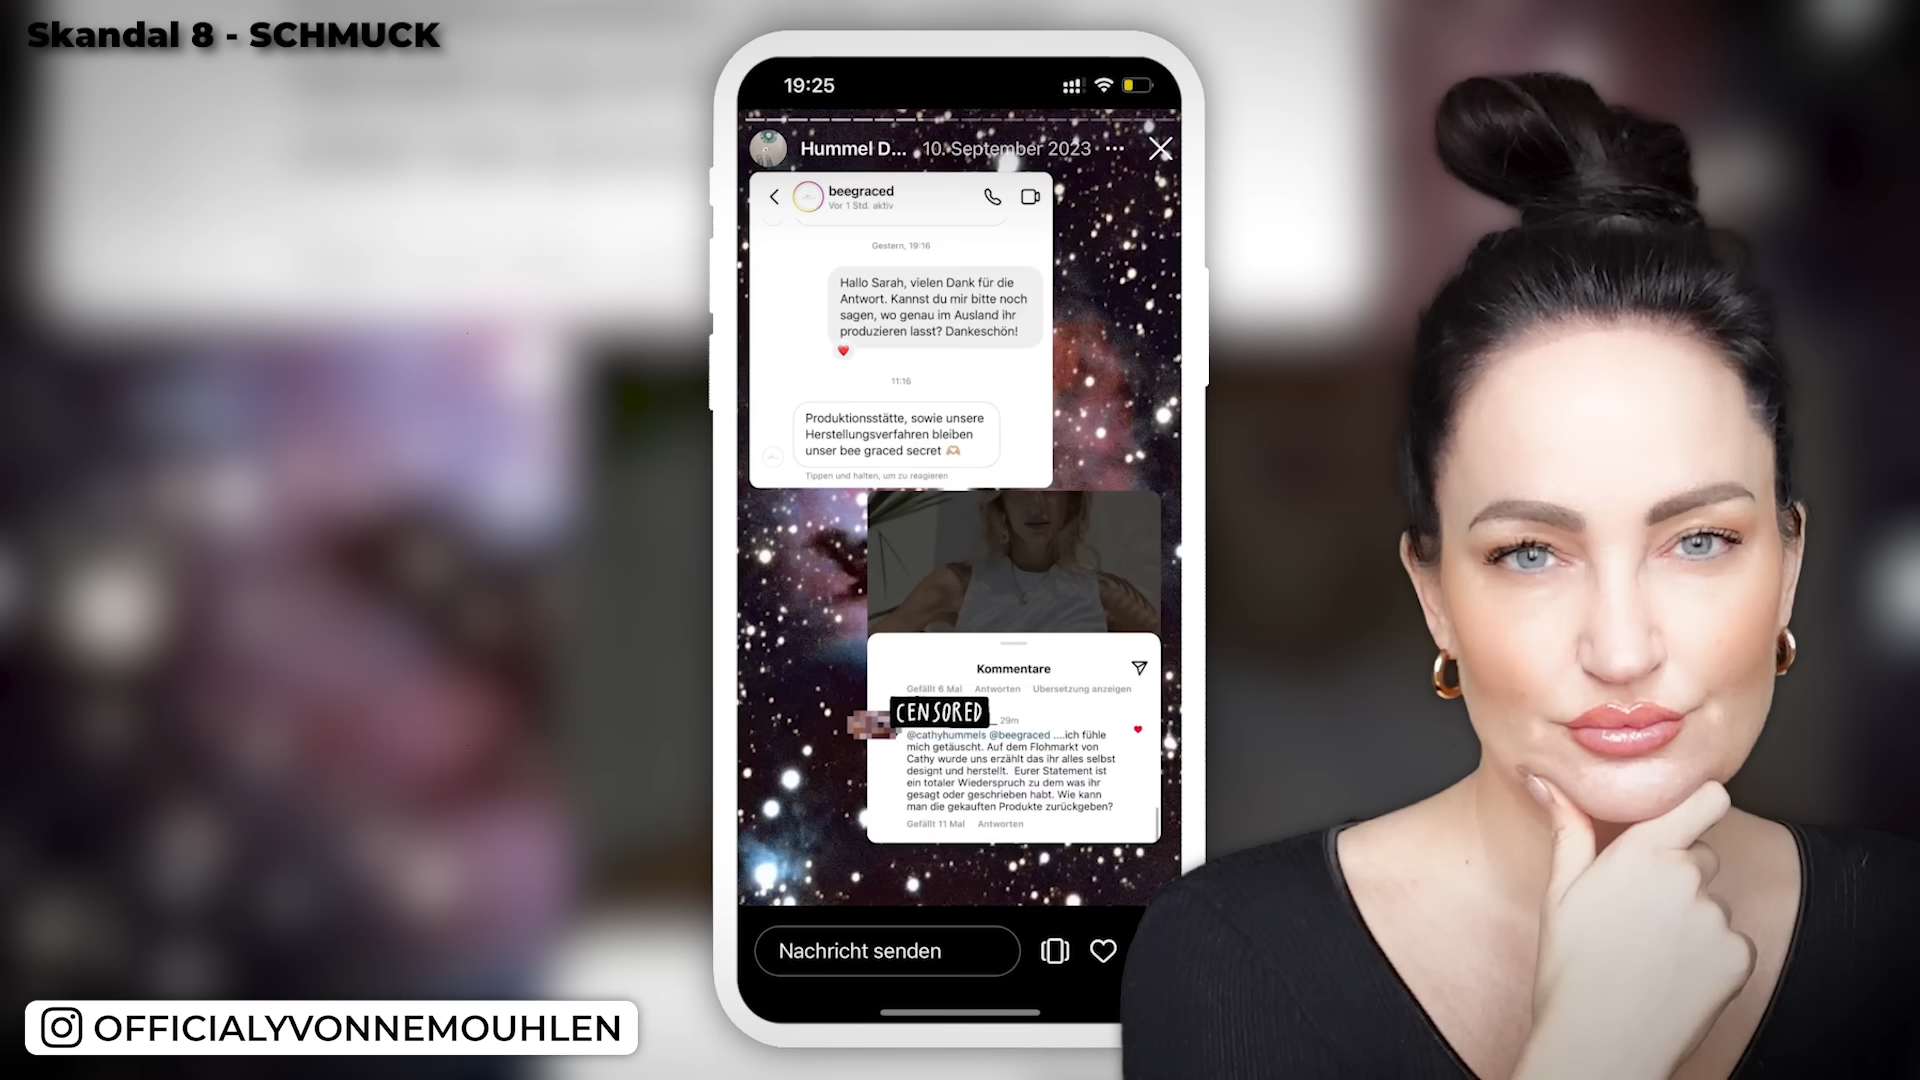 Skandal 8 - SCHMUCK
19:25
Hummel D... 10. September 2023
beegraced
Vor 1 Std. aktiv
Gestern, 19:16
Hallo Sarah, vielen Dank für die
Antwort. Kannst du mir bitte noch
sagen, wo genau im Ausland ihr
produzieren lasst? Dankeschön!
11:16
Produktionsstätte, sowie unsere
Herstellungsverfahren bleiben
unser bee graced secret
Tippen und halten, um zu reagieren
Kommentare
Gefällt 6 Mal Antworten Übersetzung anzeigen
CENSORED
29m
@cathyhummels @beegraced ....ich fühle
mich getäuscht. Auf dem Flohmarkt von
Cathy wurde uns erzählt das ihr alles selbst
designt und herstellt. Eurer Statement ist
ein totaler Wiederspruch zu dem was ihr
gesagt oder geschrieben habt. Wie kann
man die gekauften Produkte zurückgeben?
Gefällt 11 Mal Antworten
Nachricht senden
OFFICIALYVONNEMOUHLEN